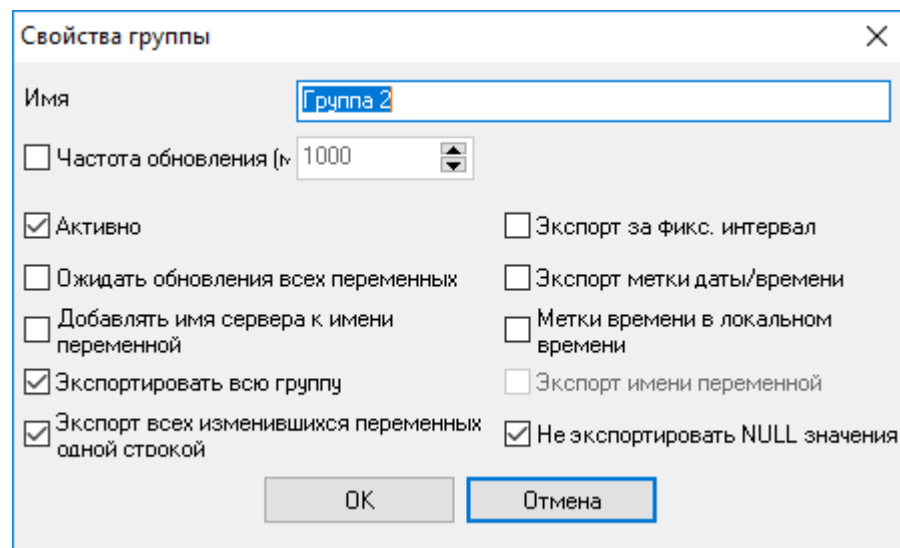 Свойства группы
Имя
Группа 2
Частота обновления (м
1000
Активно
Экспорт за фикс. интервал
Ожидать обновления всех переменных
Экспорт метки даты/времени
Добавлять имя сервера к имени
переменной
Метки времени в локальном
времени
Экспортировать всю группу
Экспорт имени переменной
Экспорт всех изменившихся переменных
одной строкой
Не экспортировать NULL значения
OK
Отмена